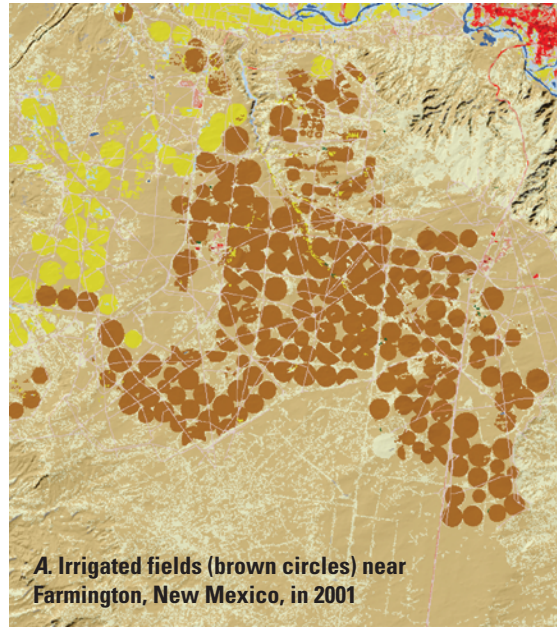 A. Irrigated fields (brown circles) near
Farmington, New Mexico, in 2001